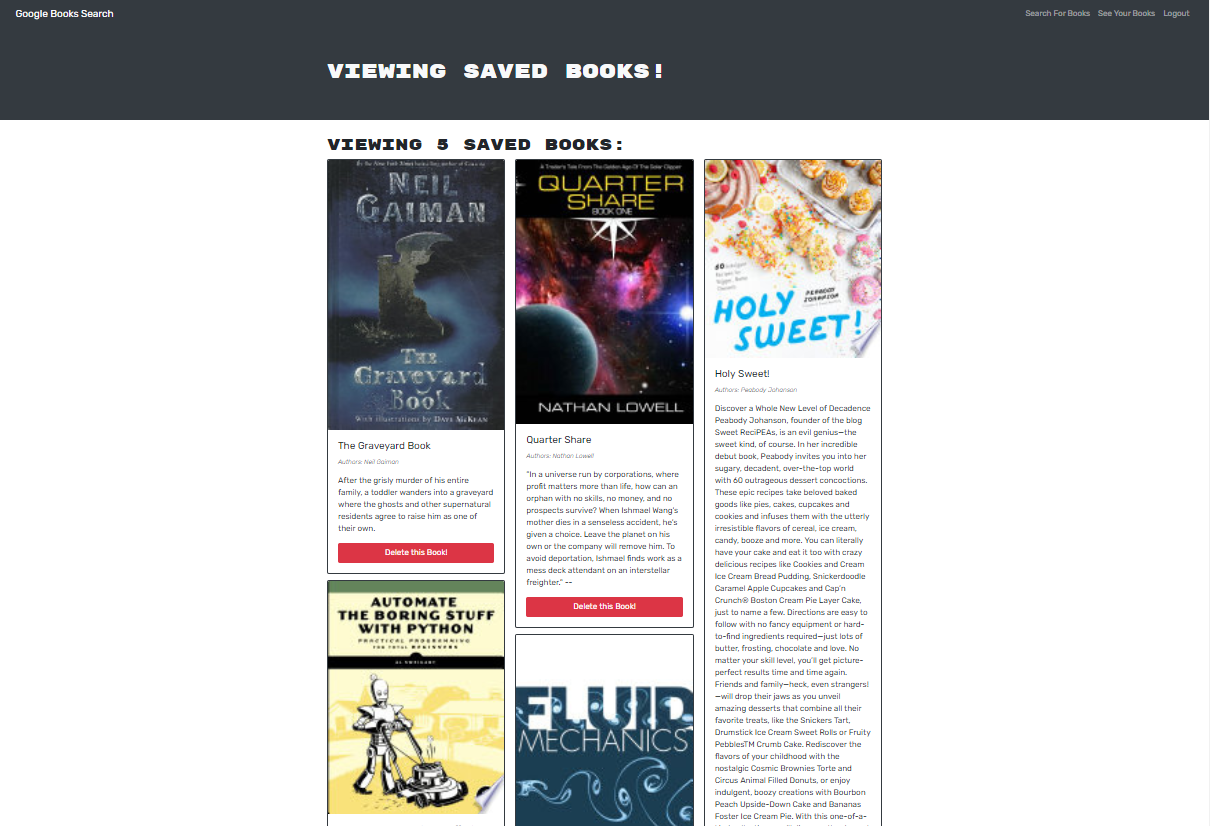 Google Books Search
Search For Books See Your Books Logout
VIEWING SAVED BOOKS!
VIEWING 5 SAVED BOOKS:
NEIL
GAIMAN
THE
GRAVEYARD
BOOK
With Illustrations by DAVE McKEAN
The Graveyard Book
Authors: Neil Gaiman
After the grisly murder of his entire
family, a toddler wanders into a graveyard
where the ghosts and other supernatural
residents agree to raise him as one of
their own.
Delete this Book!
AUTOMATE
THE BORING STUFF
WITH PYTHON
PRACTICAL PROGRAMMING
FOR TOTAL BEGINNERS
AL SWEIGART
A Trader's Tale From The Golden Age Of The Solar Clipper
QUARTER
SHARE
BOOK ONE
NATHAN LOWELL
Quarter Share
Authors: Nathan Lowell
"In a universe run by corporations, where
profit matters more than life, how can an
orphan with no skills, no money, and no
prospects survive? When Ishmael Wang's
mother dies in a senseless accident, he's
given a choice. Leave the planet on his
own or the company will remove him. To
avoid deportation, Ishmael finds work as a
mess deck attendant on an interstellar
freighter." --
Delete this Book!
FLUID
MECHANICS
60
HOLY
SWEET!
PEABODY
JOHANSON
Holy Sweet!
Authors: Peabody Johanson
Discover a Whole New Level of Decadence
Peabody Johanson, founder of the blog
Sweet ReciPEAs, is an evil genius—the
sweet kind, of course. In her incredible
debut book, Peabody invites you into her
sugary, decadent, over-the-top world
with 60 outrageous dessert concoctions.
These epic recipes take beloved baked
goods like pies, cakes, cupcakes and
cookies and infuses them with the utterly
irresistible flavors of cereal, ice cream,
candy, booze and more. You can literally
have your cake and eat it too with crazy
delicious recipes like Cookies and Cream
Ice Cream Bread Pudding, Snickerdoodle
Caramel Apple Cupcakes and Cap'n
Crunch® Boston Cream Pie Layer Cake,
just to name a few. Directions are easy to
follow with no fancy equipment or hard-
to-find ingredients required—just lots of
butter, frosting, chocolate and love. No
matter your skill level, you'll get picture-
perfect results time and time again.
Friends and family—heck, even strangers!
—will drop their jaws as you unveil
amazing desserts that combine all their
favorite treats, like the Snickers Tart,
Drumstick Ice Cream Sweet Rolls or Fruity
PebblesTM Crumb Cake. Rediscover the
flavors of your childhood with the
nostalgic Cosmic Brownies Torte and
Circus Animal Filled Donuts, or enjoy
indulgent, boozy creations with Bourbon
Peach Upside-Down Cake and Bananas
Foster Ice Cream Pie. With this one-of-a-